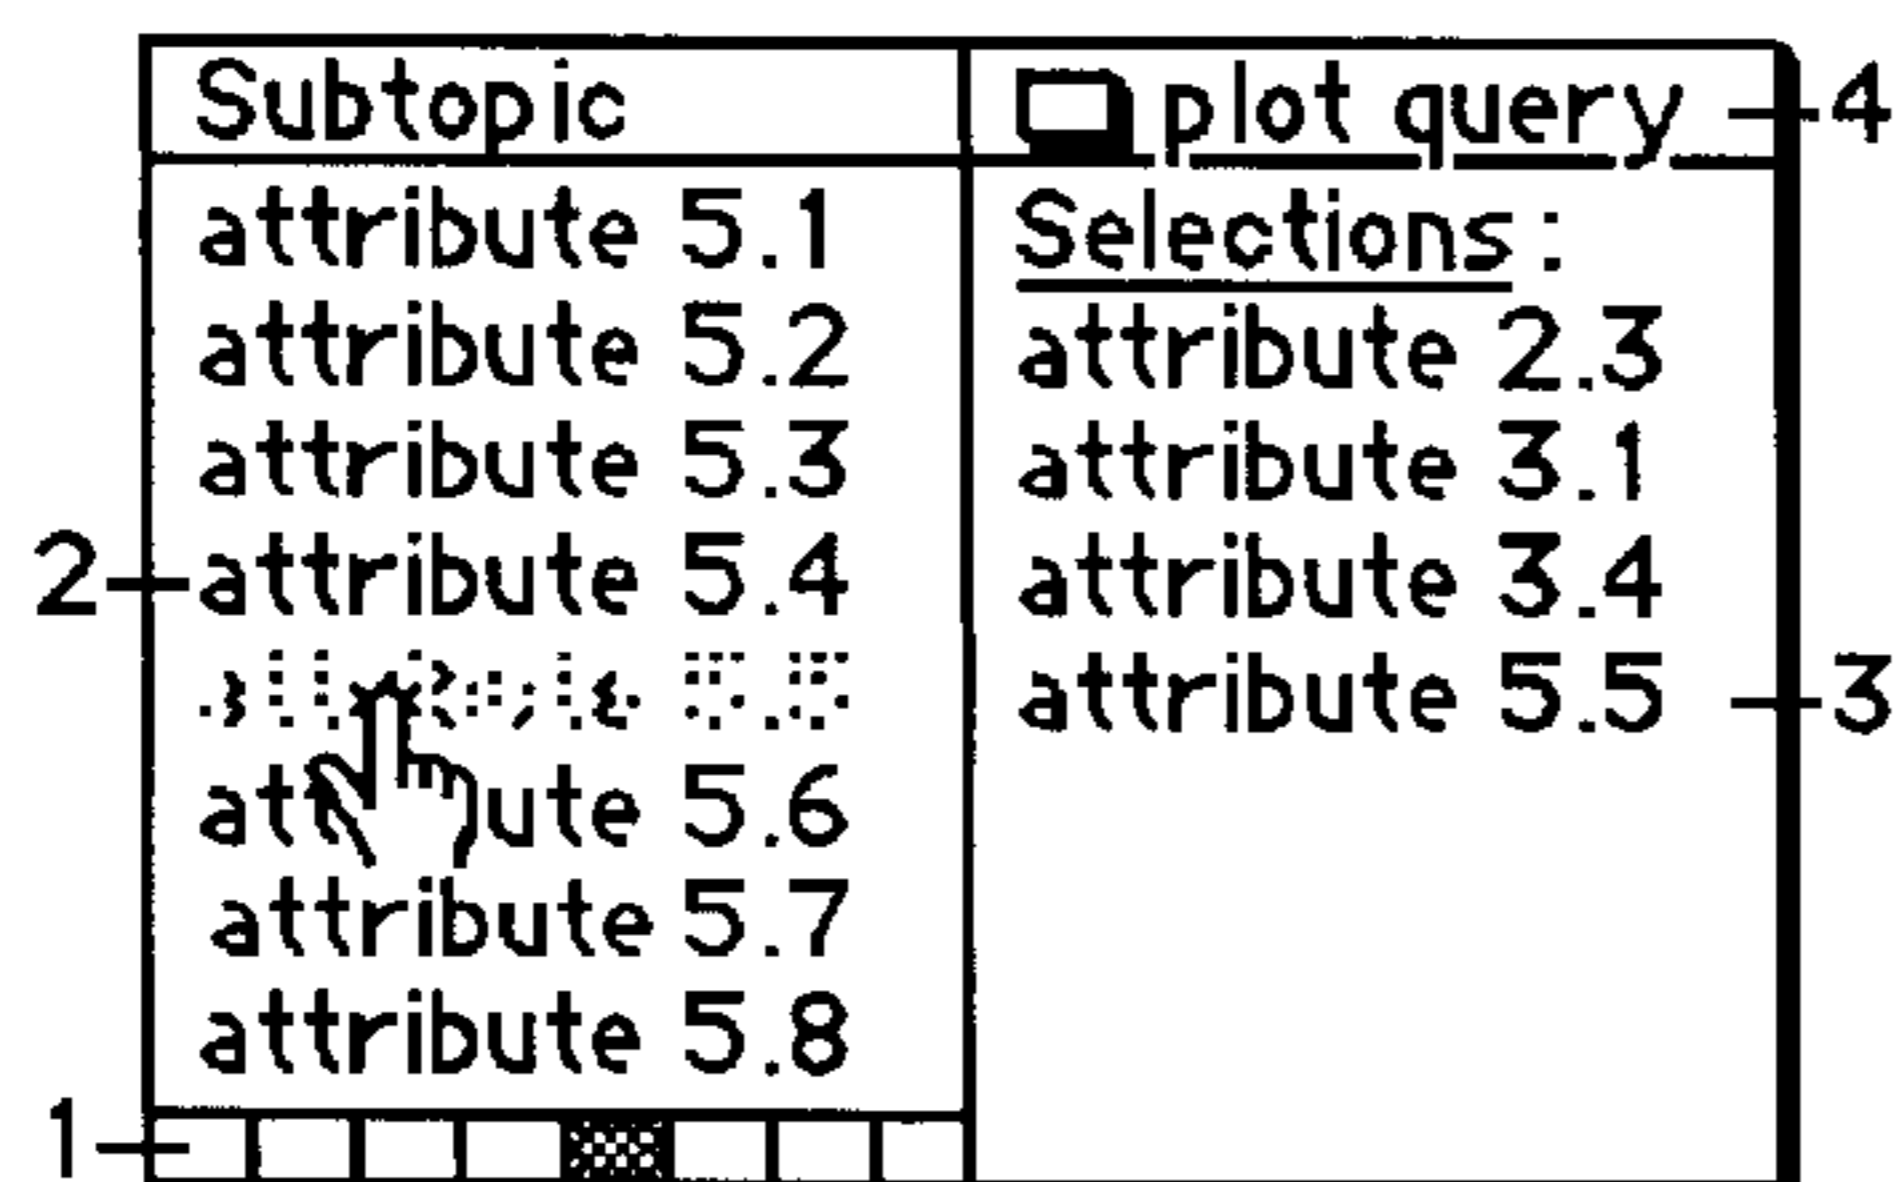 Subtopic
plot query
4
attribute 5.1
attribute 5.2
attribute 5.3
2
attribute 5.4
attribute 5.7
attribute 5.8
1
5.6
Selections:
attribute 2.3
attribute 3.1
attribute 3.4
attribute 5.5
3